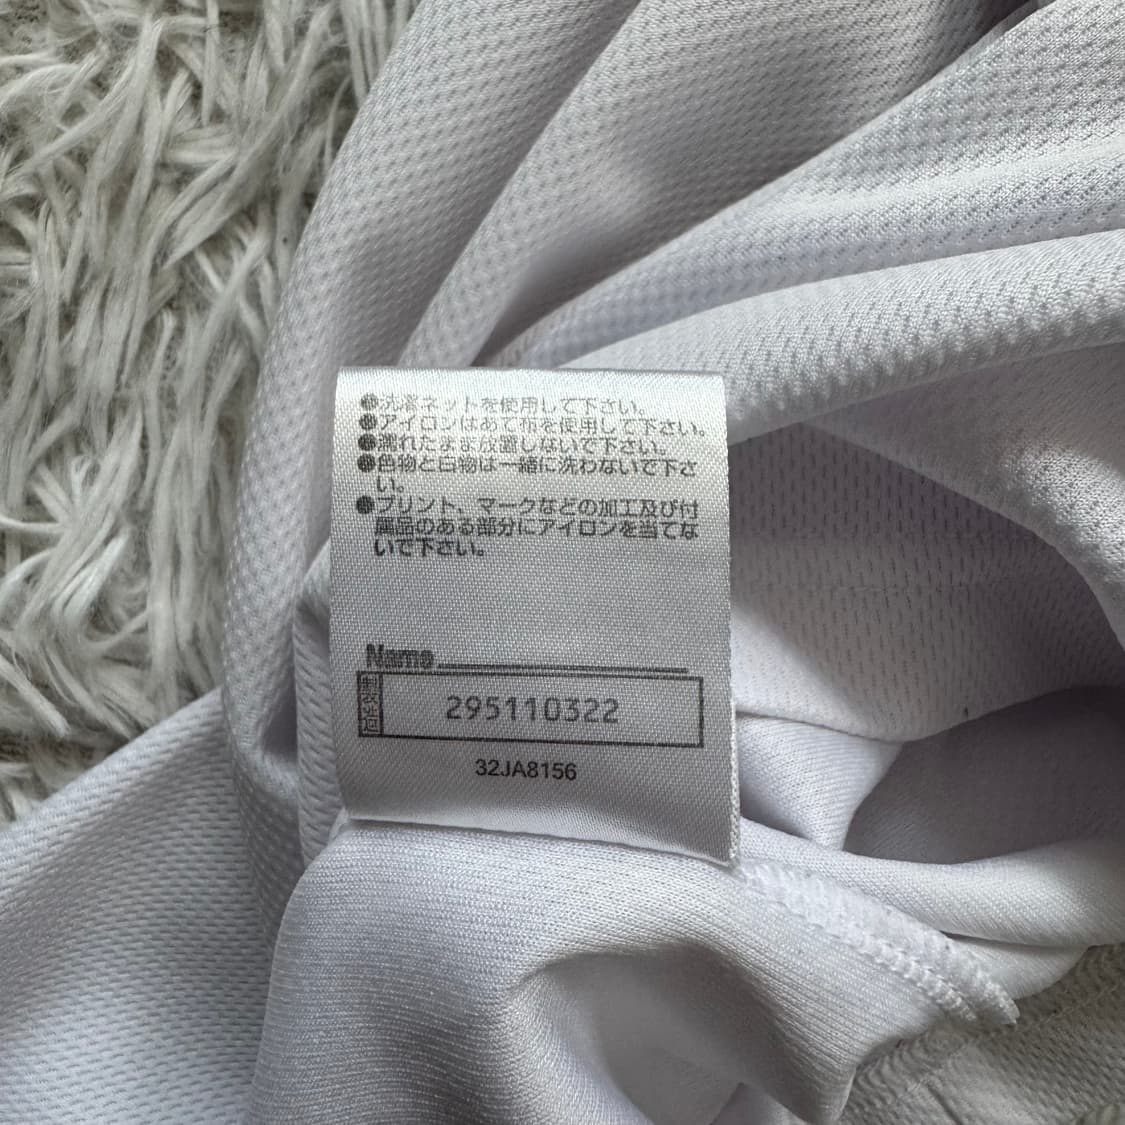 ●洗濯ネットを使用して下さい。
●アイロンはあて布を使用して下さい。
●濡れたまま放置しないで下さい。
●色物と白物は一緒に洗わないで下さ
い。
●プリント、マークなどの加工及び付
属品のある部分にアイロンを当てな
いで下さい。
Name
製造 295110322
32JA8156